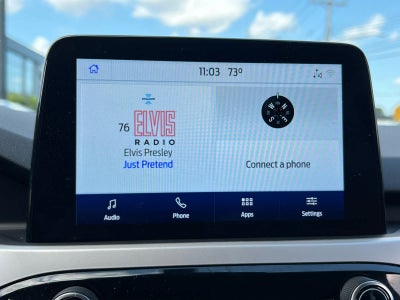 11:03 73°
76 ELVIS
RADIO
Elvis Presley
Just Pretend
N E S W
Connect a phone
Audio Phone Apps Settings